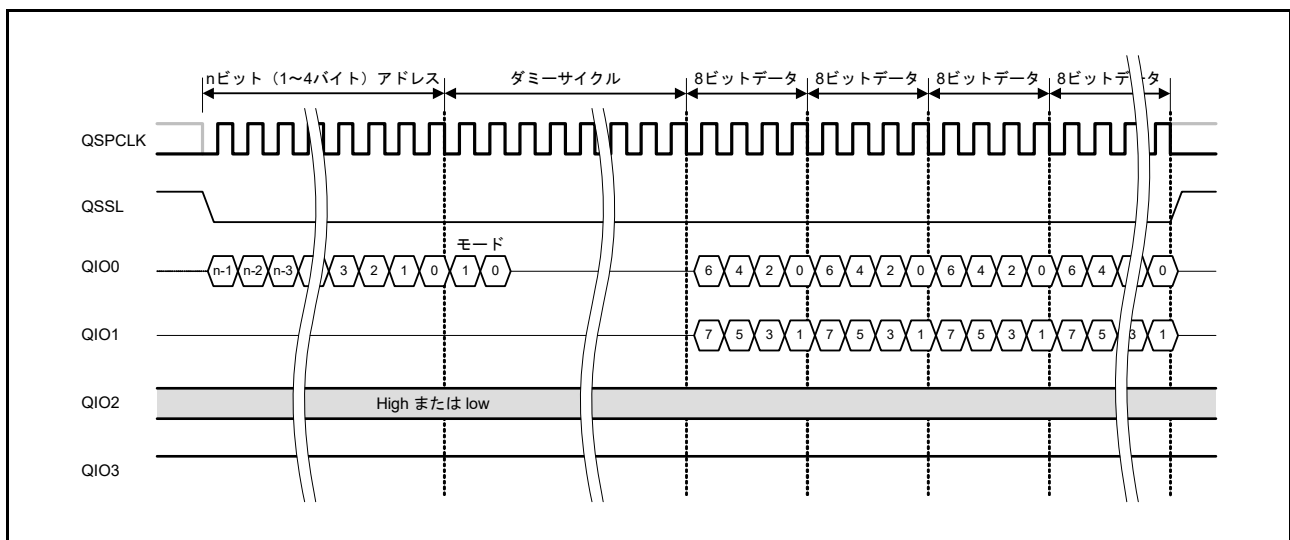 nビット（1～4バイト）アドレス ダミーサイクル 8ビットデータ 8ビットデータ 8ビットデータ 8ビットデータ
QSPCLK
QSSL
モード
QIO0 n-1 n-2 n-3 3 2 1 0 1 0 6 4 2 0 6 4 2 0 6 4 2 0 6 4 0
QIO1 7 5 3 1 7 5 3 1 7 5 3 1 7 5 3 1
QIO2 High または low
QIO3